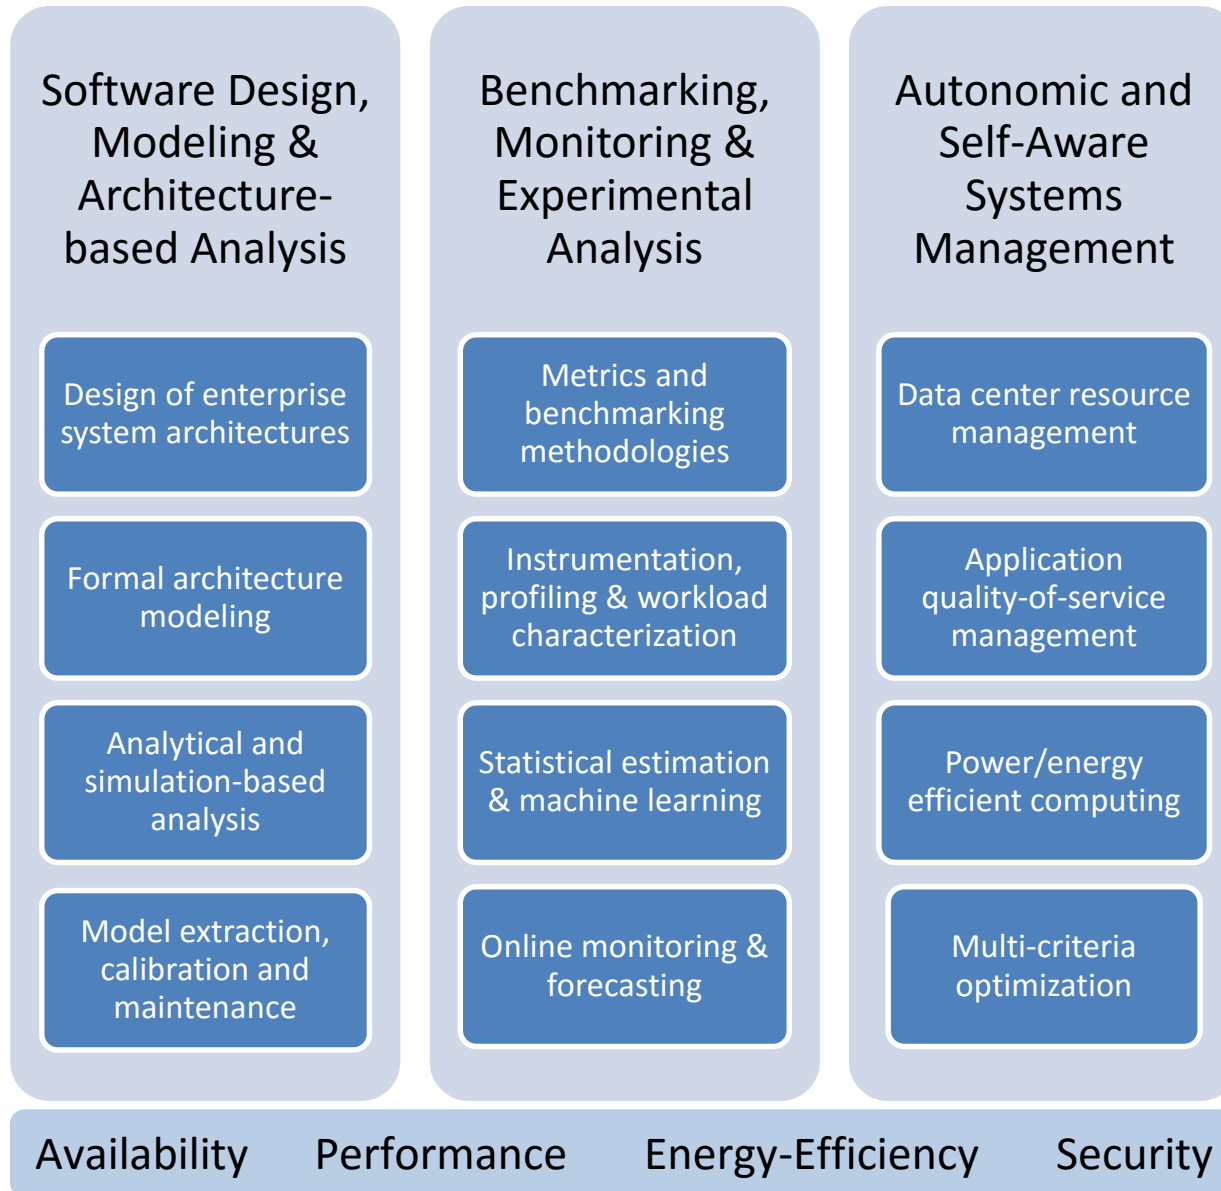 Software Design,
Modeling &
Architecture-
based Analysis
Design of enterprise
system architectures
Formal architecture
modeling
Analytical and
simulation-based
analysis
Model extraction,
calibration and
maintenance
Benchmarking,
Monitoring &
Experimental
Analysis
Metrics and
benchmarking
methodologies
Instrumentation,
profiling & workload
characterization
Statistical estimation
& machine learning
Online monitoring &
forecasting
Autonomic and
Self-Aware
Systems
Management
Data center resource
management
Application
quality-of-service
management
Power/energy
efficient computing
Multi-criteria
optimization
Availability Performance Energy-Efficiency Security